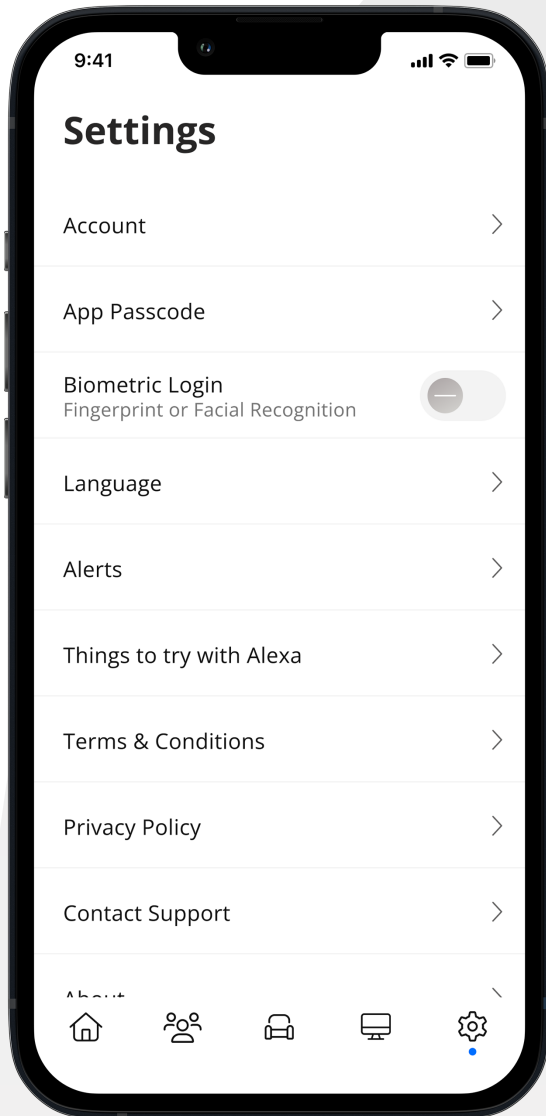 9:41
Settings
Account
App Passcode
Biometric Login
Fingerprint or Facial Recognition
Language
Alerts
Things to try with Alexa
Terms & Conditions
Privacy Policy
Contact Support
About